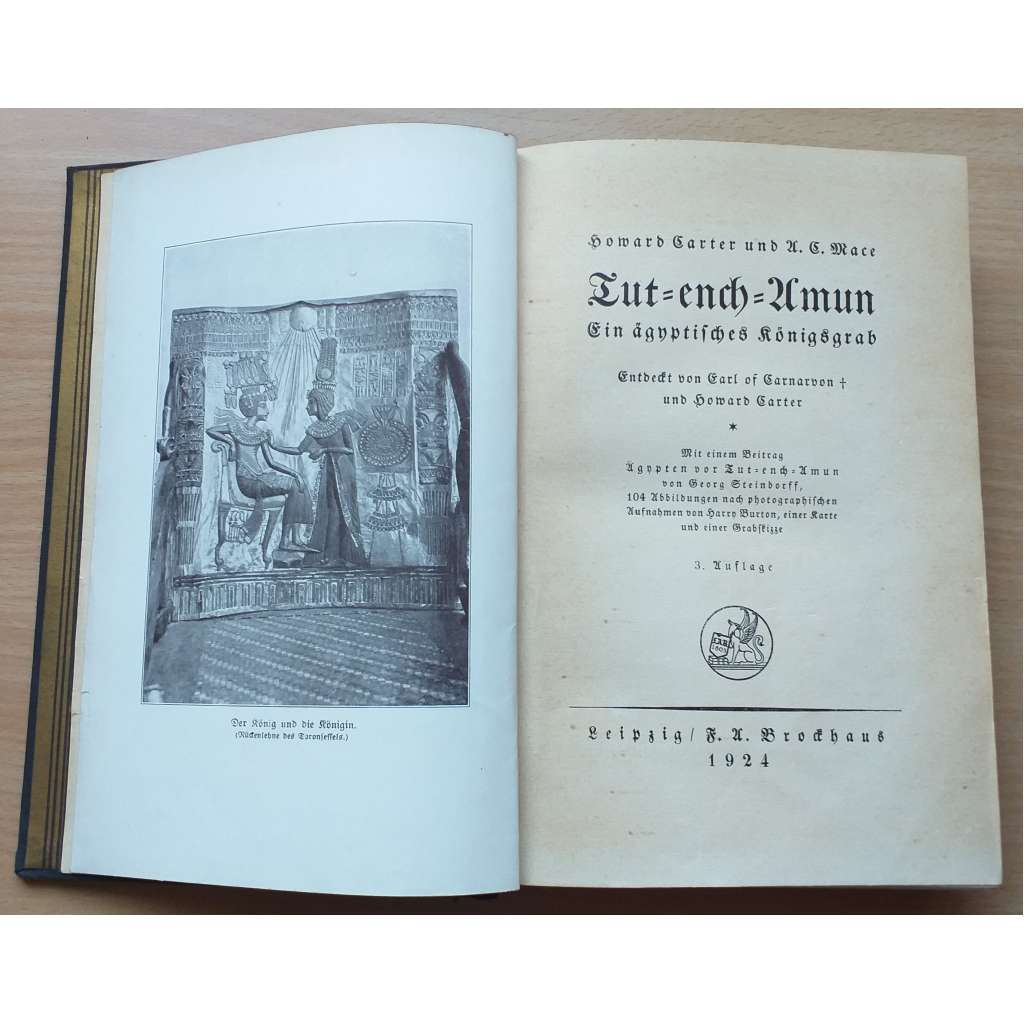 Der König und die Königin.
(Rückenlehne des Thronsessels.)
Howard Carter und A. C. Mace
Tut=ench=Amun
Ein ägyptisches Königsgrab
Entdeckt von Earl of Carnarvon †
und Howard Carter
*
Mit einem Beitrag
Ägypten vor Tut=ench=Amun
von Georg Steindorff,
104 Abbildungen nach photographischen
Aufnahmen von Harry Burton, einer Karte
und einer Grabskizze
3. Auflage
F.A.B.
1805
Leipzig / F. A. Brockhaus
1924